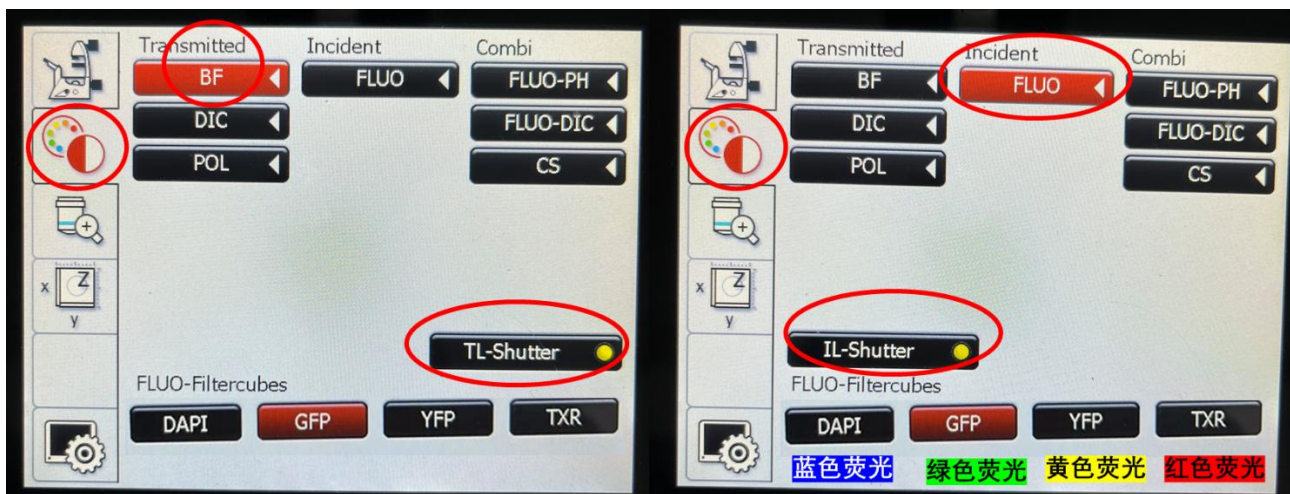 Transmitted Incident Combi
BF FLUO FLUO-PH
DIC FLUO-DIC
POL CS
Z
x
y
TL-Shutter
FLUO-Filtercubes
DAPI GFP YFP TXR
Transmitted Incident Combi
BF FLUO FLUO-PH
DIC FLUO-DIC
POL CS
Z
x
y
IL-Shutter
FLUO-Filtercubes
DAPI GFP YFP TXR
蓝色荧光 绿色荧光 黄色荧光 红色荧光